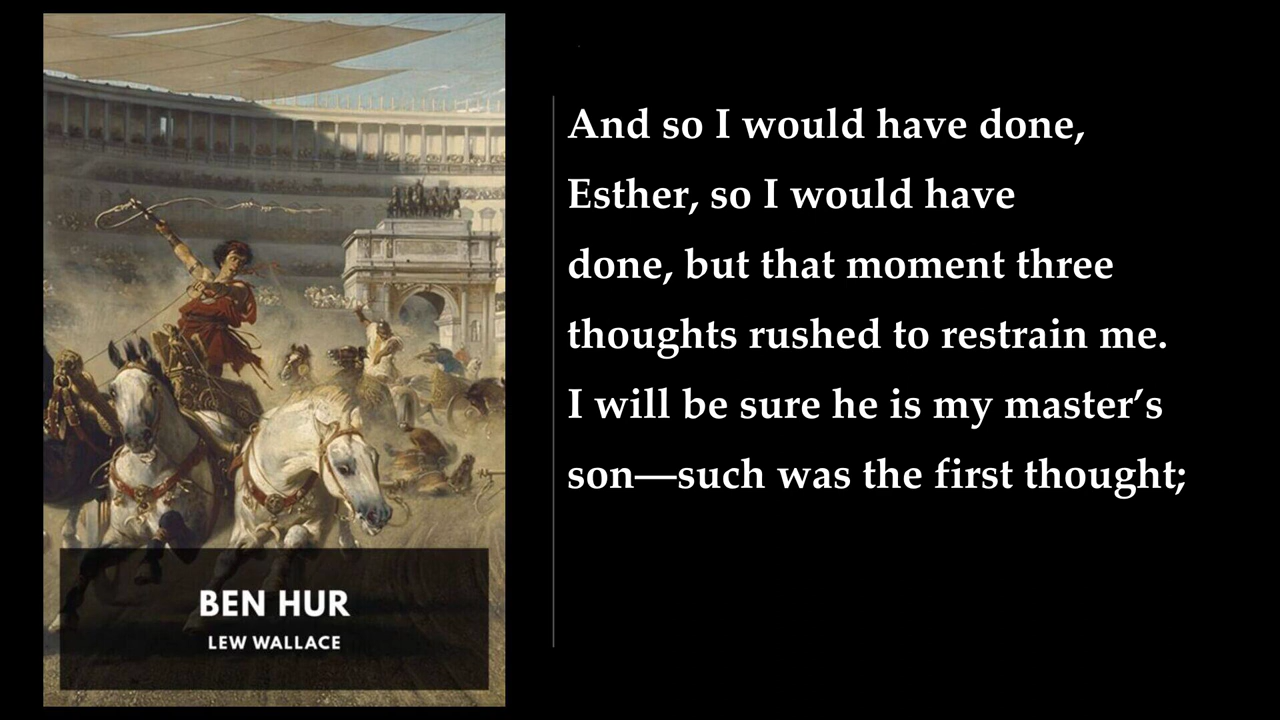 BEN HUR
LEW WALLACE
And so I would have done,
Esther, so I would have
done, but that moment three
thoughts rushed to restrain me.
I will be sure he is my master’s
son—such was the first thought;